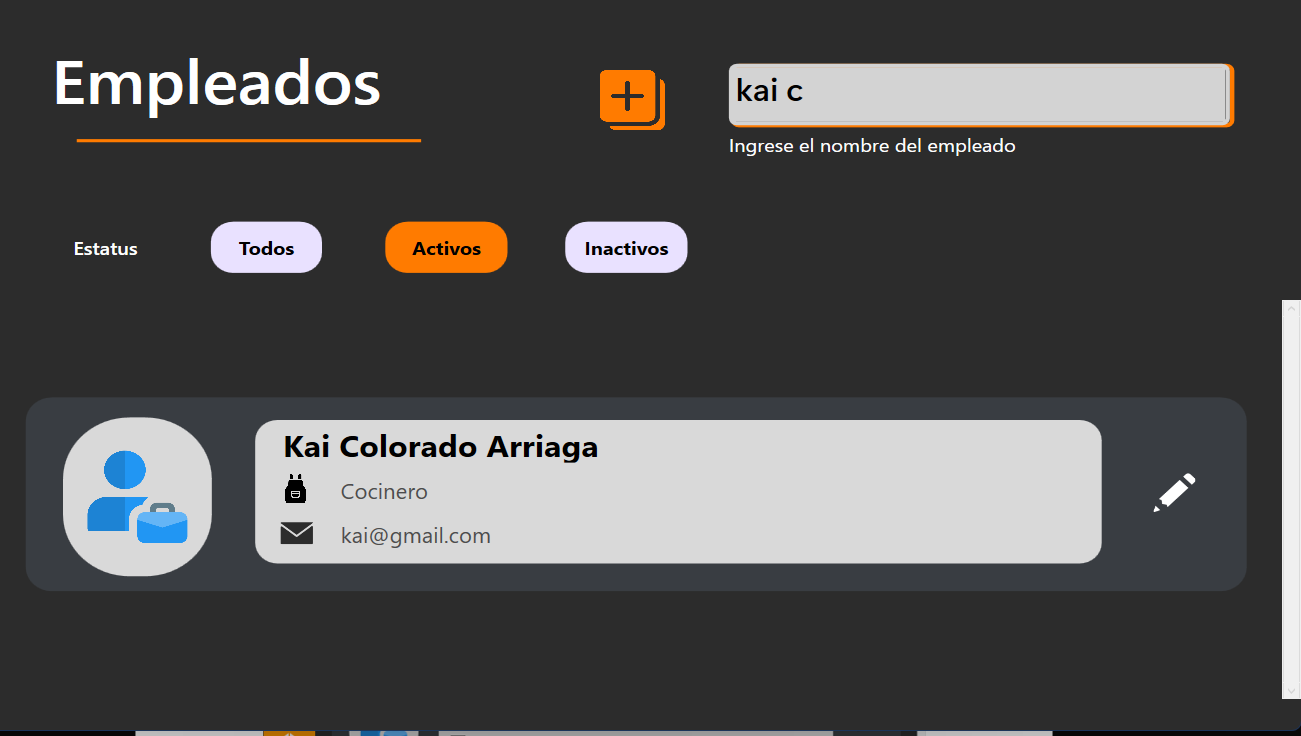 Empleados
kai c
Ingrese el nombre del empleado
Estatus
Todos
Activos
Inactivos
Kai Colorado Arriaga
Cocinero
kai@gmail.com